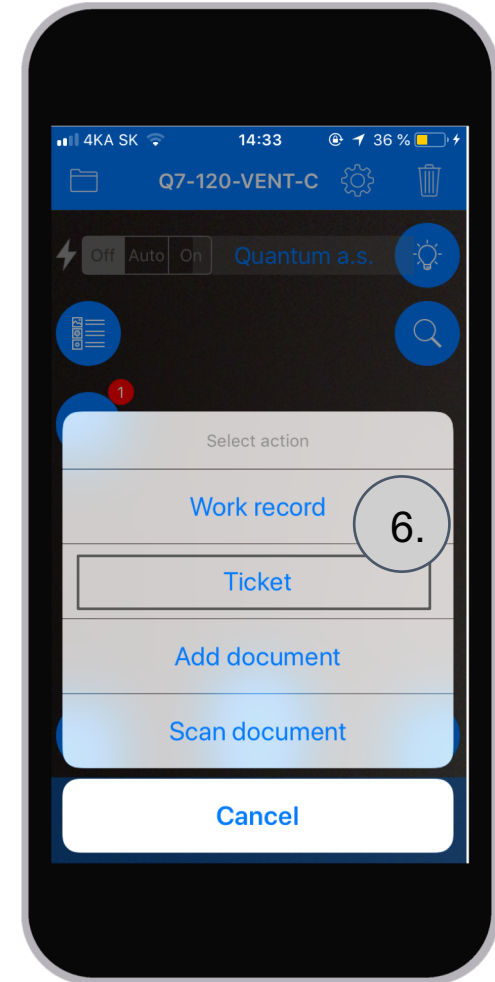 4KA SK 14:33 36 %
Q7-120-VENT-C
Off Auto On Quantum a.s.
1
Select action
Work record
6.
Ticket
Add document
Scan document
Cancel